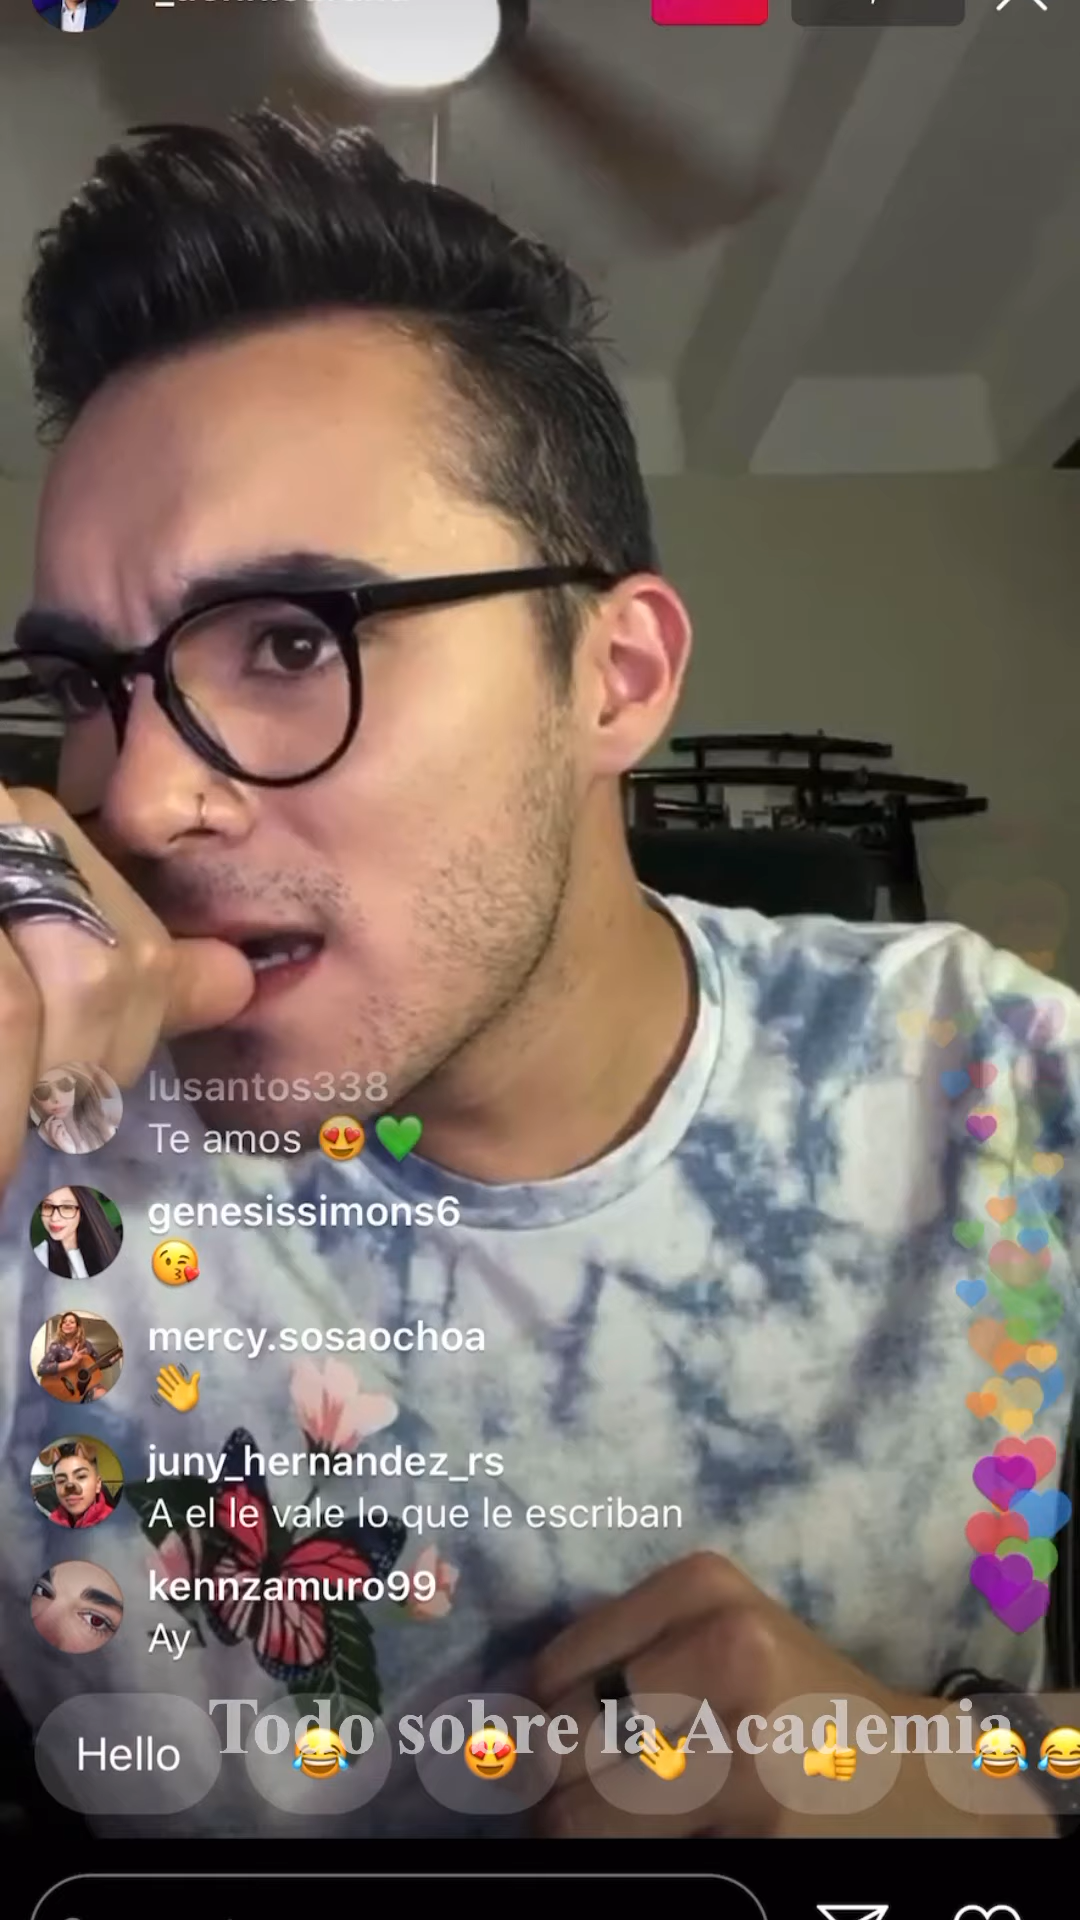 lusantos338
Te amos 😍💚
genesissimons6
😘
mercy.sosaochoa
👋
juny_hernandez_rs
A el le vale lo que le escriban
kennzamuro99
Ay
Todo sobre la Academia
Hello 😂 😍 👋 👍 😂😂